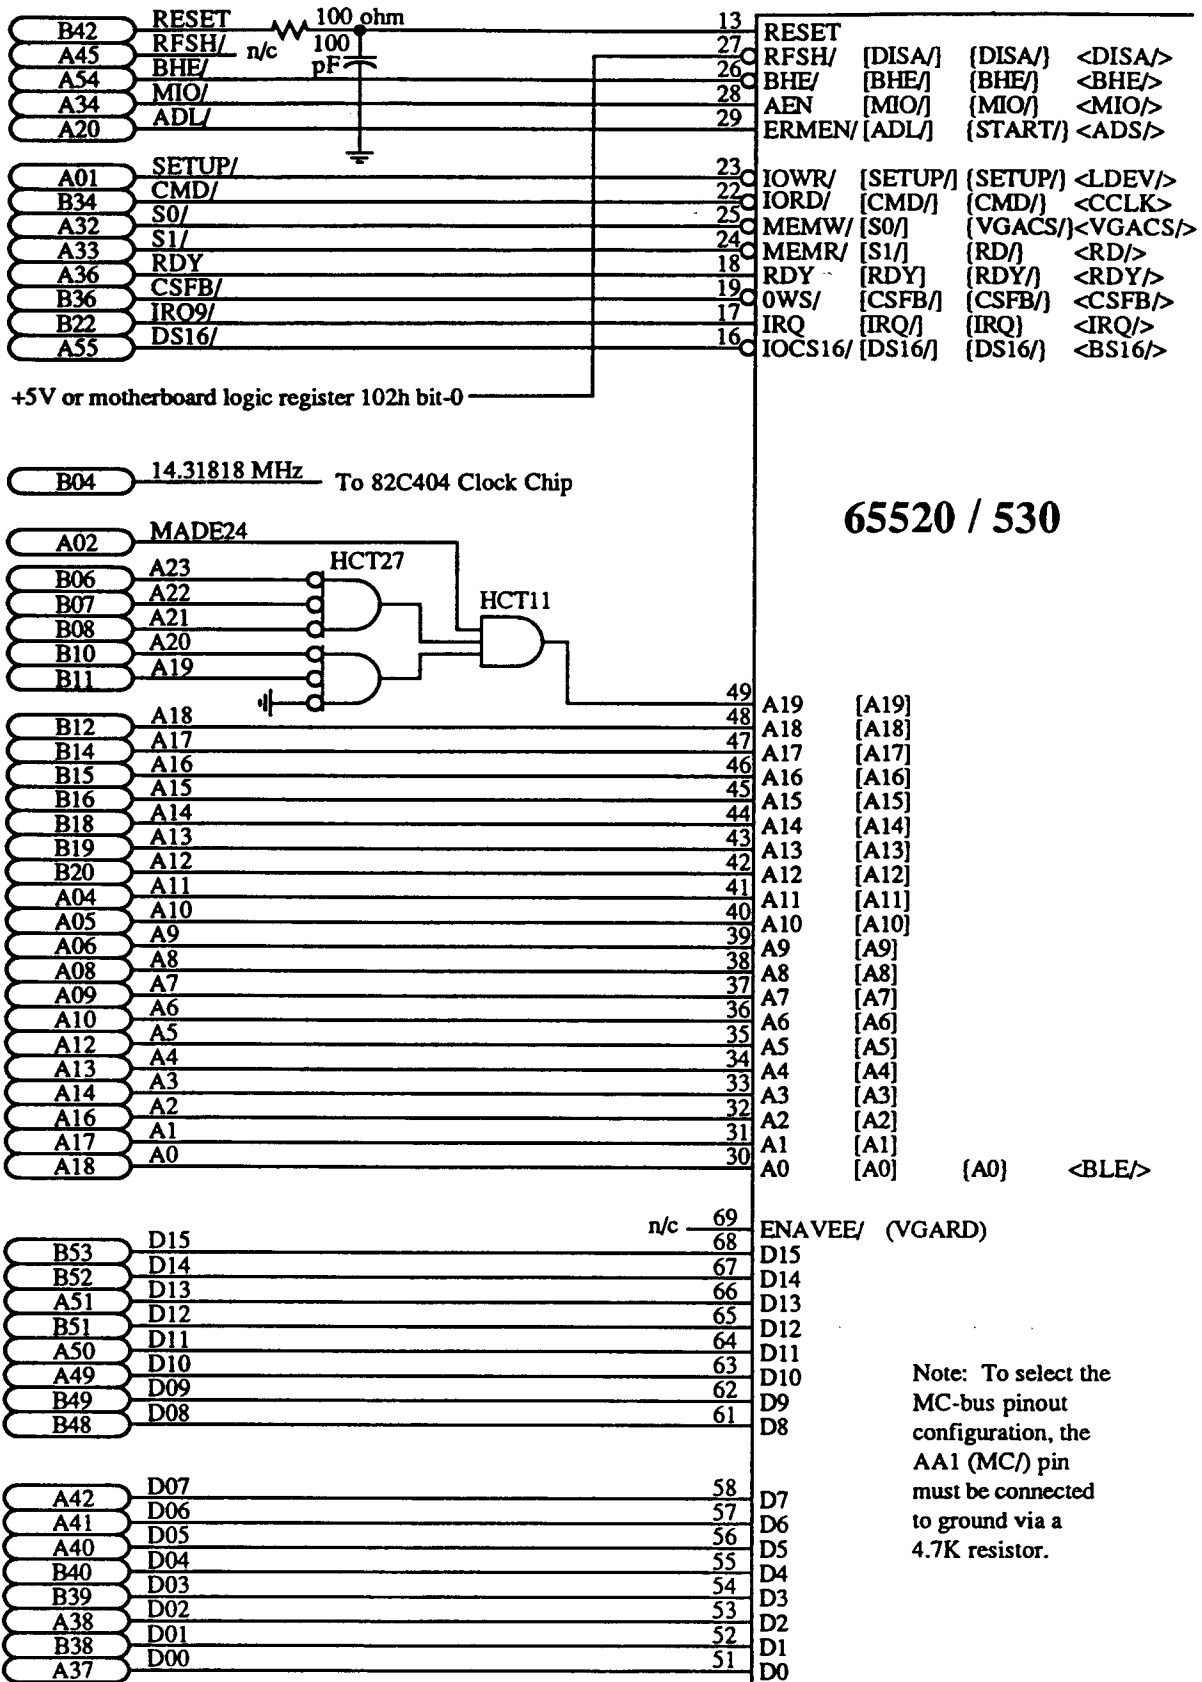 B42 RESET 100 ohm 13 RESET
A45 RFSH/ n/c 100 pF 27 RFSH/ [DISA/] {DISA/} <DISA/>
A54 BHE/ 26 BHE/ [BHE/] {BHE/} <BHE/>
A34 MIO/ 28 AEN [MIO/] {MIO/} <MIO/>
A20 ADL/ 29 ERMEN/ [ADL/] {START/} <ADS/>
A01 SETUP/ 23 IOWR/ [SETUP/] {SETUP/} <LDEV/>
B34 CMD/ 22 IORD/ [CMD/] {CMD/} <CCLK>
A32 S0/ 25 MEMW/ [S0/] {VGACS/} <VGACS/>
A33 S1/ 24 MEMR/ [S1/] {RD/} <RD/>
A36 RDY 18 RDY [RDY] {RDY/} <RDY/>
B36 CSFB/ 19 0WS/ [CSFB/] {CSFB/} <CSFB/>
B22 IRQ9/ 17 IRQ [IRQ/] {IRQ} <IRQ/>
A55 DS16/ 16 IOCS16/ [DS16/] {DS16/} <BS16/>
+5V or motherboard logic register 102h bit-0
B04 14.31818 MHz To 82C404 Clock Chip
65520 / 530
A02 MADE24
HCT27
B06 A23
B07 A22
HCT11
B08 A21
B10 A20
B11 A19
49 A19 [A19]
B12 A18 48 A18 [A18]
B14 A17 47 A17 [A17]
B15 A16 46 A16 [A16]
B16 A15 45 A15 [A15]
B18 A14 44 A14 [A14]
B19 A13 43 A13 [A13]
B20 A12 42 A12 [A12]
A04 A11 41 A11 [A11]
A05 A10 40 A10 [A10]
A06 A9 39 A9 [A9]
A08 A8 38 A8 [A8]
A09 A7 37 A7 [A7]
A10 A6 36 A6 [A6]
A12 A5 35 A5 [A5]
A13 A4 34 A4 [A4]
A14 A3 33 A3 [A3]
A16 A2 32 A2 [A2]
A17 A1 31 A1 [A1]
A18 A0 30 A0 [A0] {A0} <BLE/>
n/c 69 ENAVEE/ (VGARD)
B53 D15 68 D15
B52 D14 67 D14
A51 D13 66 D13
B51 D12 65 D12
A50 D11 64 D11
A49 D10 63 D10
B49 D09 62 D9
B48 D08 61 D8
Note: To select the
MC-bus pinout
configuration, the
AA1 (MC/) pin
must be connected
to ground via a
4.7K resistor.
A42 D07 58 D7
A41 D06 57 D6
A40 D05 56 D5
B40 D04 55 D4
B39 D03 54 D3
A38 D02 53 D2
B38 D01 52 D1
A37 D00 51 D0